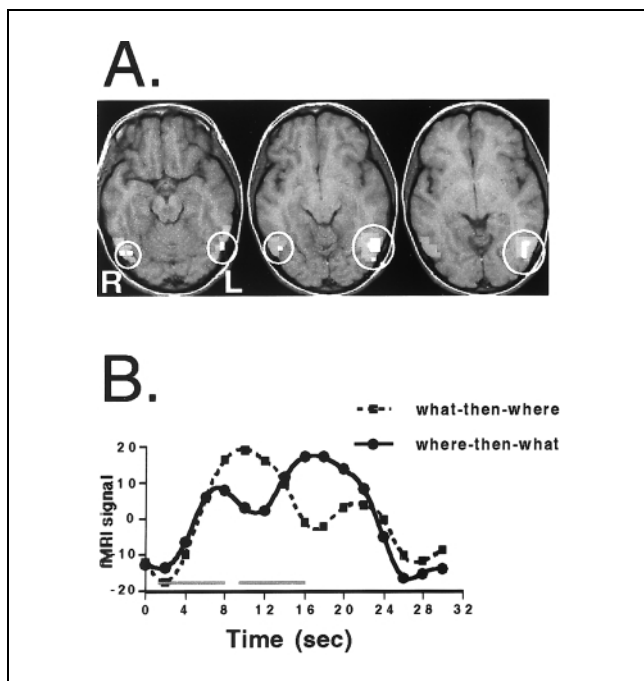 A.
R L
B.
what-then-where
where-then-what
fMRI signal
20
10
0
-10
-20
0 4 8 12 16 20 24 28 32
Time (sec)